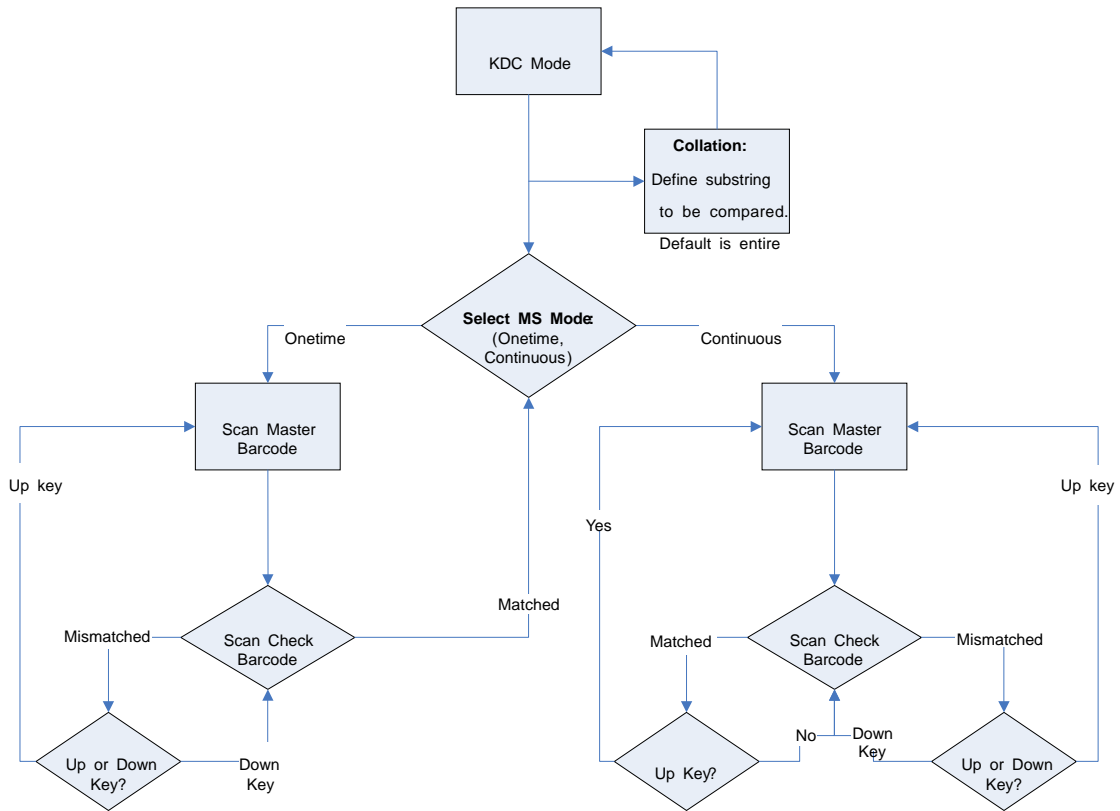 KDC Mode
Collation:
Define substring
to be compared.
Default is entire
Select MS Mode:
(Onetime,
Continuous)
Onetime
Continuous
Scan Master
Barcode
Scan Master
Barcode
Up key
Up key
Yes
Matched
Mismatched
Scan Check
Barcode
Matched
Scan Check
Barcode
Mismatched
Up or Down
Key?
Down
Key
Up Key?
No
Down
Key
Up or Down
Key?